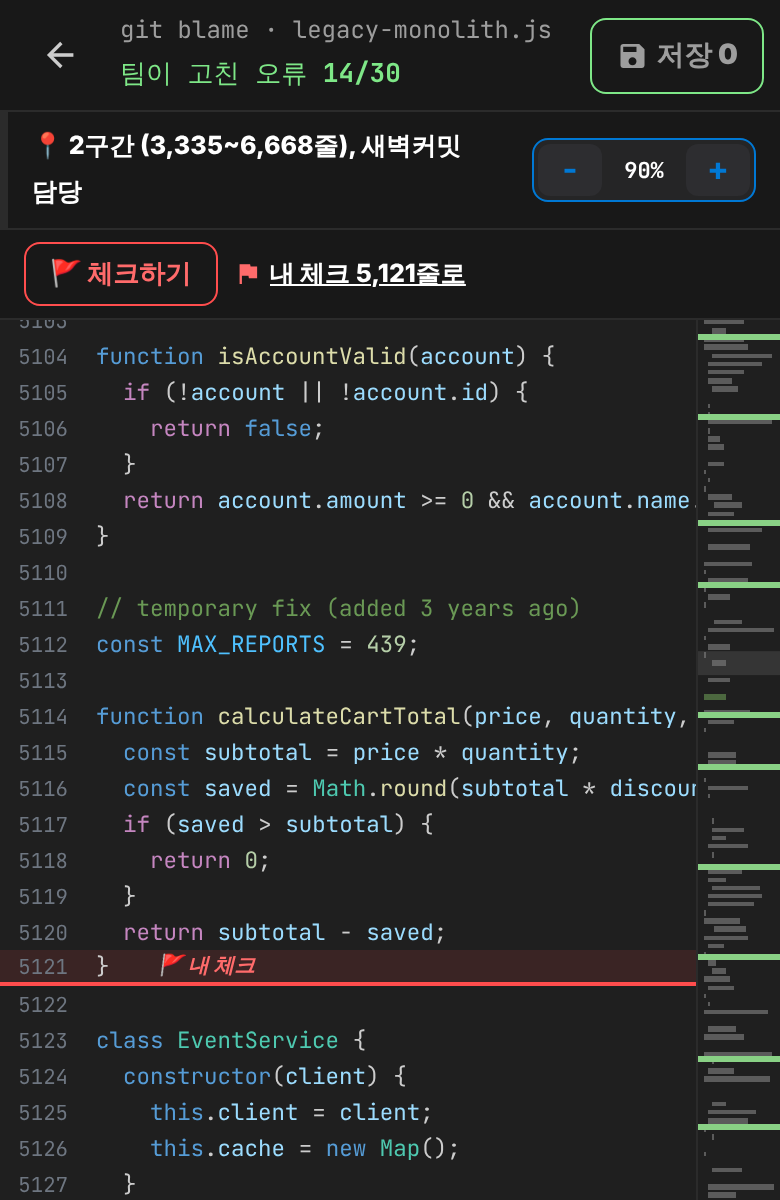 git blame · legacy-monolith.js
팀이 고친 오류 14/30
저장 0
📍 2구간 (3,335~6,668줄), 새벽커밋
담당
- 90% +
🚩 체크하기
내 체크 5,121줄로
5103
5104 function isAccountValid(account) {
5105   if (!account || !account.id) {
5106     return false;
5107   }
5108   return account.amount >= 0 && account.name.
5109 }
5110
5111 // temporary fix (added 3 years ago)
5112 const MAX_REPORTS = 439;
5113
5114 function calculateCartTotal(price, quantity,
5115   const subtotal = price * quantity;
5116   const saved = Math.round(subtotal * discoun
5117   if (saved > subtotal) {
5118     return 0;
5119   }
5120   return subtotal - saved;
5121 } 🚩내 체크
5122
5123 class EventService {
5124   constructor(client) {
5125     this.client = client;
5126     this.cache = new Map();
5127   }